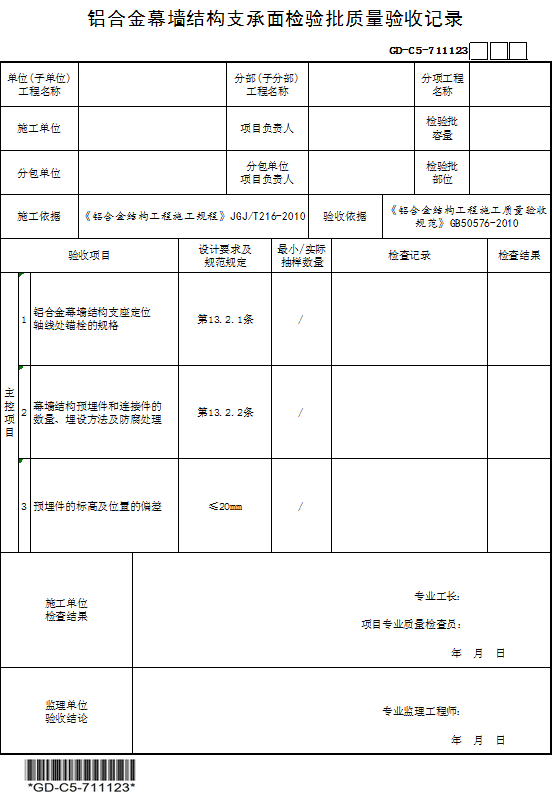 铝合金幕墙结构支承面检验批质量验收记录
GD-C5-711123
单位(子单位)
工程名称
分部(子分部)
工程名称
分项工程
名称
施工单位
项目负责人
检验批
容量
分包单位
分包单位
项目负责人
检验批
部位
施工依据
《铝合金结构工程施工规程》JGJ/T216-2010
验收依据
《铝合金结构工程施工质量验收
规范》GB50576-2010
验收项目
设计要求及
规范规定
最小/实际
抽样数量
检查记录
检查结果
主
控
项
目
1
铝合金幕墙结构支座定位
轴线处锚栓的规格
第13.2.1条
/
2
幕墙结构预埋件和连接件的
数量、埋设方法及防腐处理
第13.2.2条
/
3
预埋件的标高及位置的偏差
≤20mm
/
施工单位
检查结果
专业工长:
项目专业质量检查员:
年 月 日
监理单位
验收结论
专业监理工程师:
年 月 日
*GD-C5-711123*